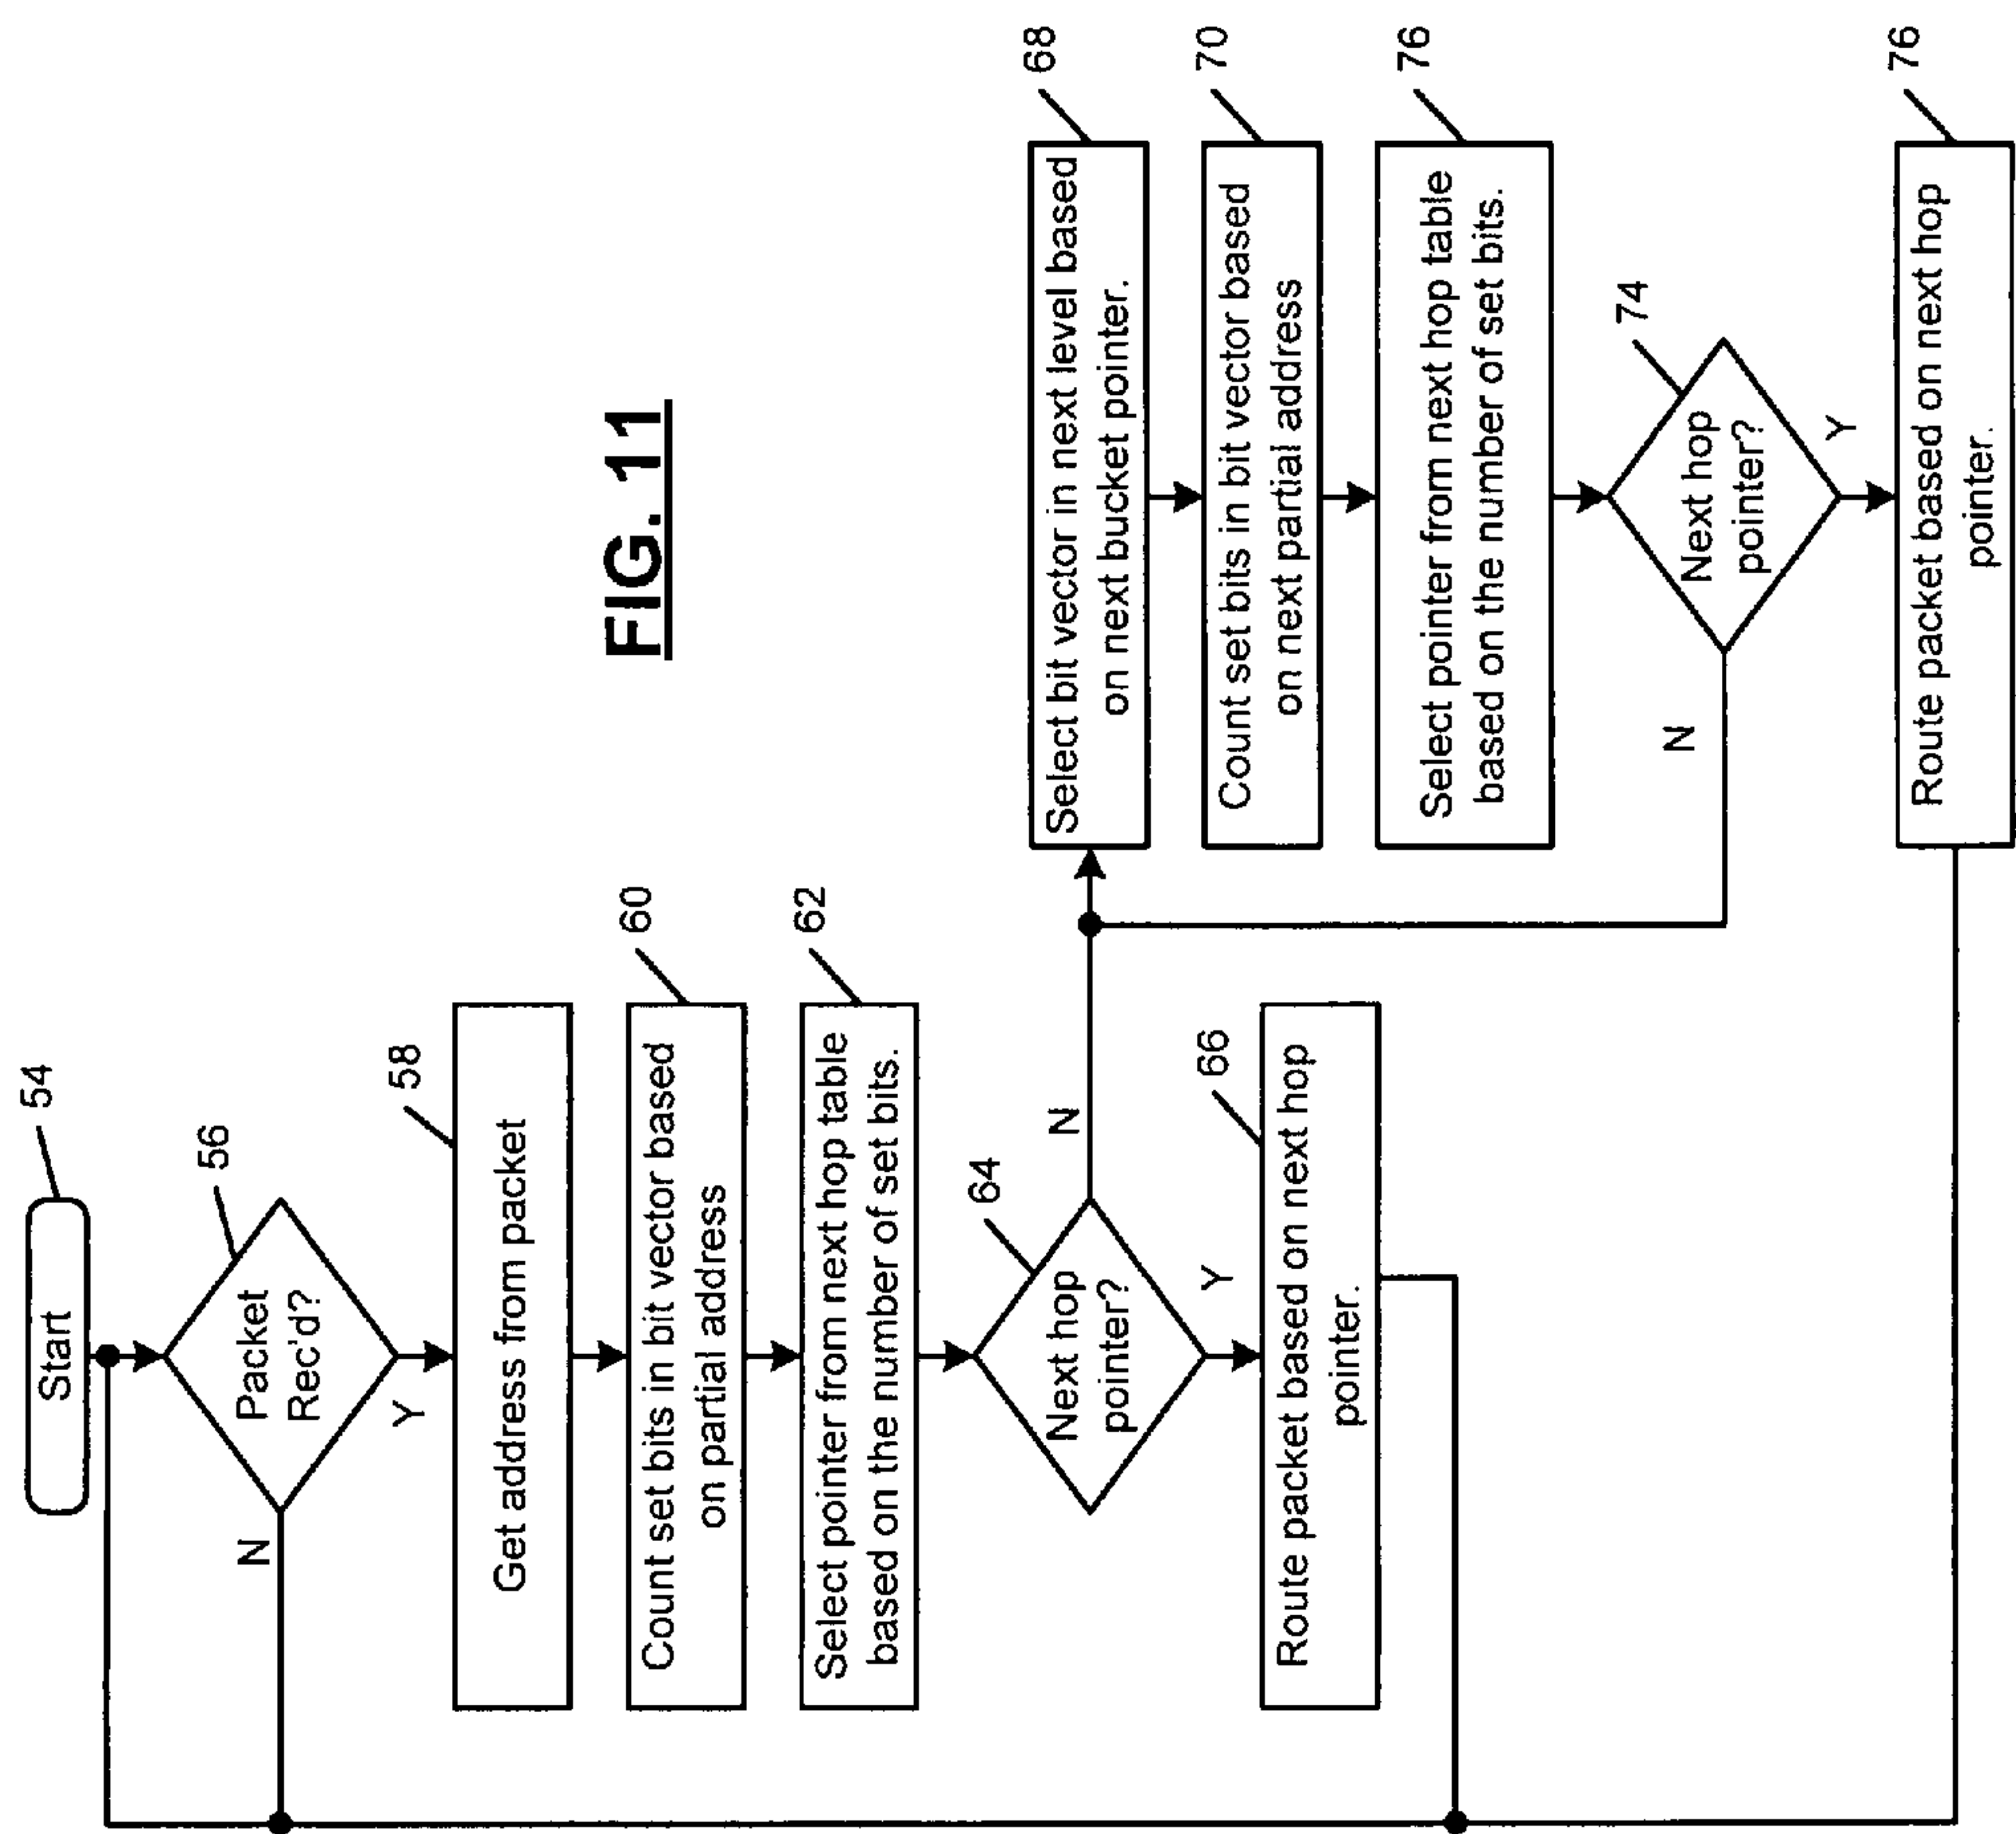 FIG. 11
Start
54
Packet
Rec'd?
56
N
Y
Get address from packet
58
Count set bits in bit vector based
on partial address
60
Select pointer from next hop table
based on the number of set bits.
62
Next hop
pointer?
64
N
Y
Route packet based on next hop
pointer.
66
Select bit vector in next level based
on next bucket pointer.
68
Count set bits in bit vector based
on next partial address
70
Select pointer from next hop table
based on the number of set bits.
76
Next hop
pointer?
74
N
Y
Route packet based on next hop
pointer.
76